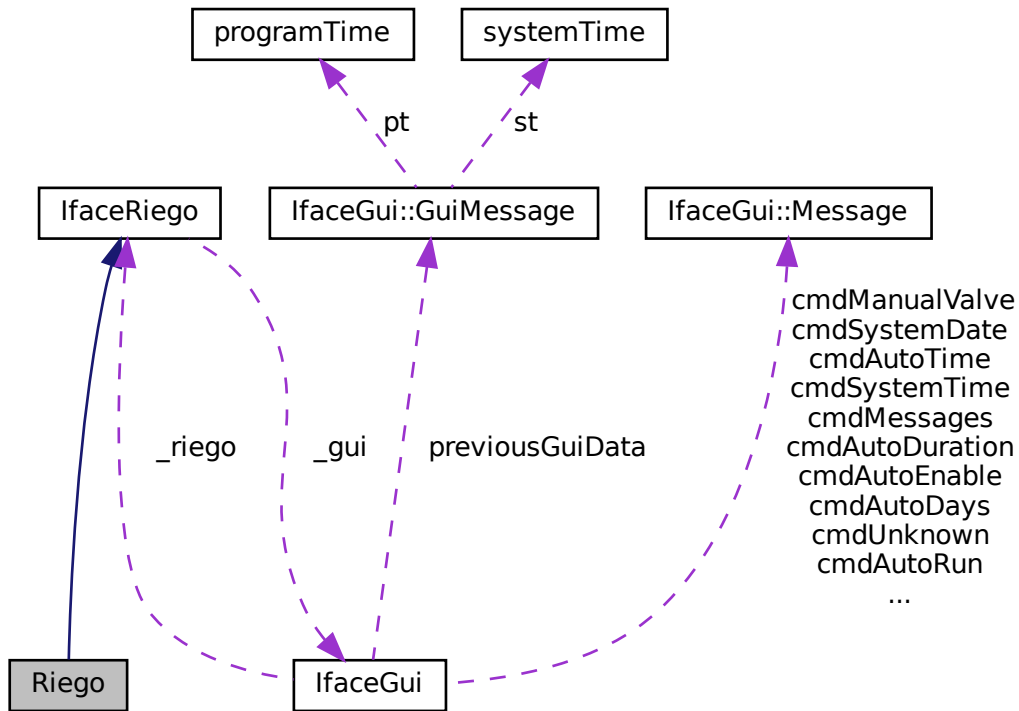 programTime
systemTime
pt
st
IfaceRiego
IfaceGui::GuiMessage
IfaceGui::Message
_riego
_gui
previousGuiData
cmdManualValve
cmdSystemDate
cmdAutoTime
cmdSystemTime
cmdMessages
cmdAutoDuration
cmdAutoEnable
cmdAutoDays
cmdUnknown
cmdAutoRun
...
Riego
IfaceGui